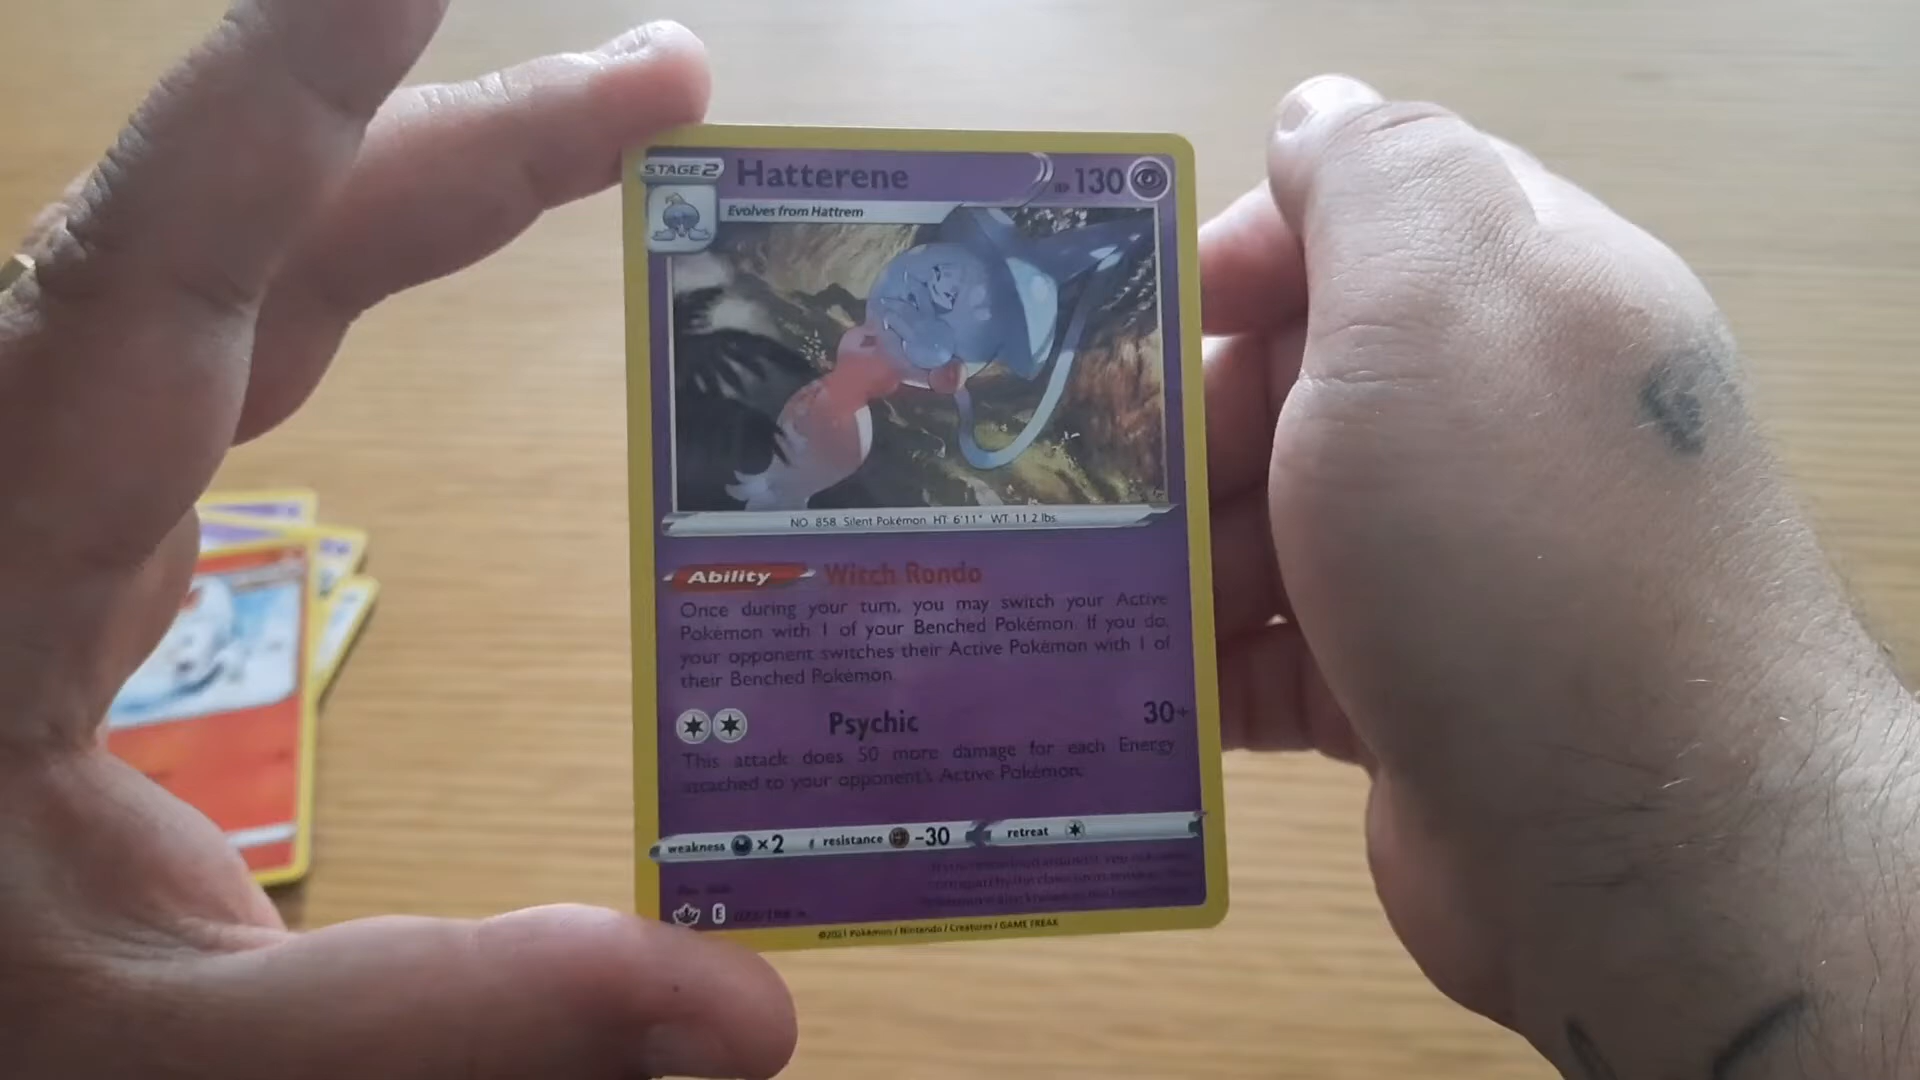 STAGE 2 Hatterene HP 130
Evolves from Hattrem
NO. 858 Silent Pokémon HT: 6'11" WT: 11.2 lbs.
Ability Witch Rondo
Once during your turn, you may switch your Active
Pokémon with 1 of your Benched Pokémon. If you do,
your opponent switches their Active Pokémon with 1 of
their Benched Pokémon.
Psychic 30+
This attack does 50 more damage for each Energy
attached to your opponent's Active Pokémon.
weakness ×2 resistance -30 retreat
E
©2021 Pokémon / Nintendo / Creatures / GAME FREAK